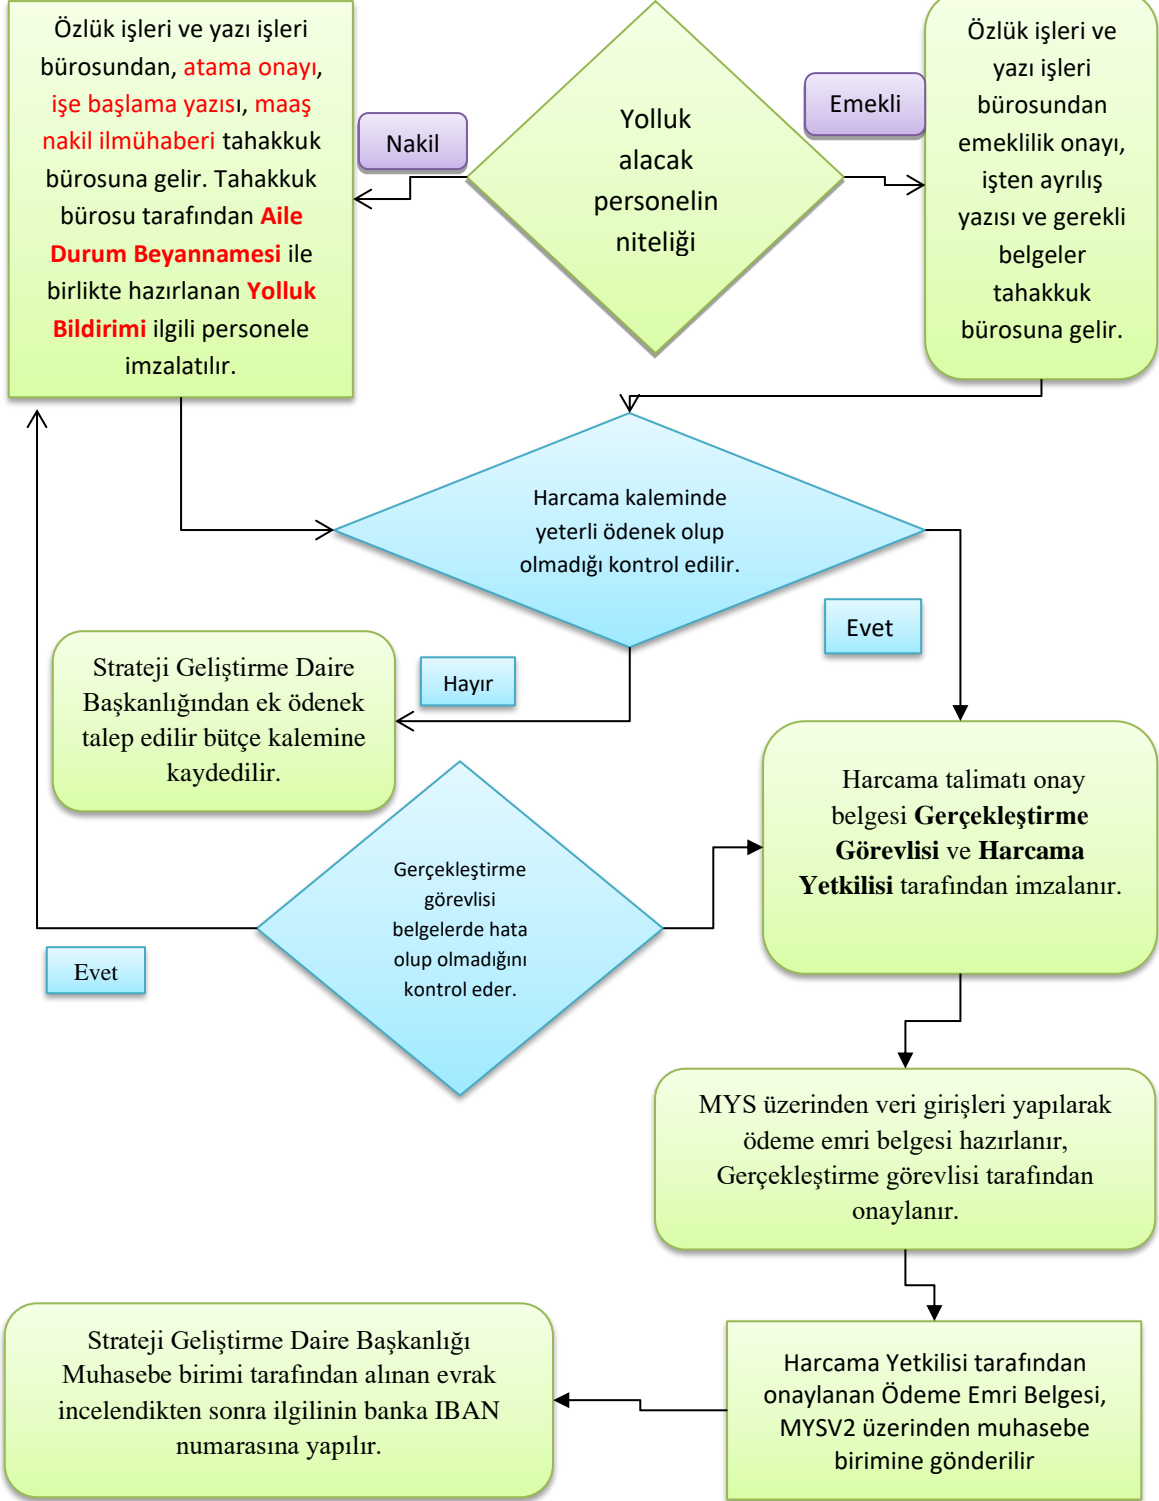 Özlük işleri ve yazı işleri
bürosundan, atama onayı,
işe başlama yazısı, maaş
nakil ilmühaberi tahakkuk
bürosuna gelir. Tahakkuk
bürosu tarafından Aile
Durum Beyannamesi ile
birlikte hazırlanan Yolluk
Bildirimi ilgili personele
imzalatılır.
Nakil
Yolluk
alacak
personelin
niteliği
Emekli
Özlük işleri ve
yazı işleri
bürosundan
emeklilik onayı,
işten ayrılış
yazısı ve gerekli
belgeler
tahakkuk
bürosuna gelir.
Harcama kaleminde
yeterli ödenek olup
olmadığı kontrol edilir.
Evet
Hayır
Strateji Geliştirme Daire
Başkanlığından ek ödenek
talep edilir bütçe kalemine
kaydedilir.
Harcama talimatı onay
belgesi Gerçekleştirme
Görevlisi ve Harcama
Yetkilisi tarafından imzalanır.
Gerçekleştirme
görevlisi
belgelerde hata
olup olmadığını
kontrol eder.
Evet
MYS üzerinden veri girişleri yapılarak
ödeme emri belgesi hazırlanır,
Gerçekleştirme görevlisi tarafından
onaylanır.
Harcama Yetkilisi tarafından
onaylanan Ödeme Emri Belgesi,
MYSV2 üzerinden muhasebe
birimine gönderilir
Strateji Geliştirme Daire Başkanlığı
Muhasebe birimi tarafından alınan evrak
incelendikten sonra ilgilinin banka IBAN
numarasına yapılır.